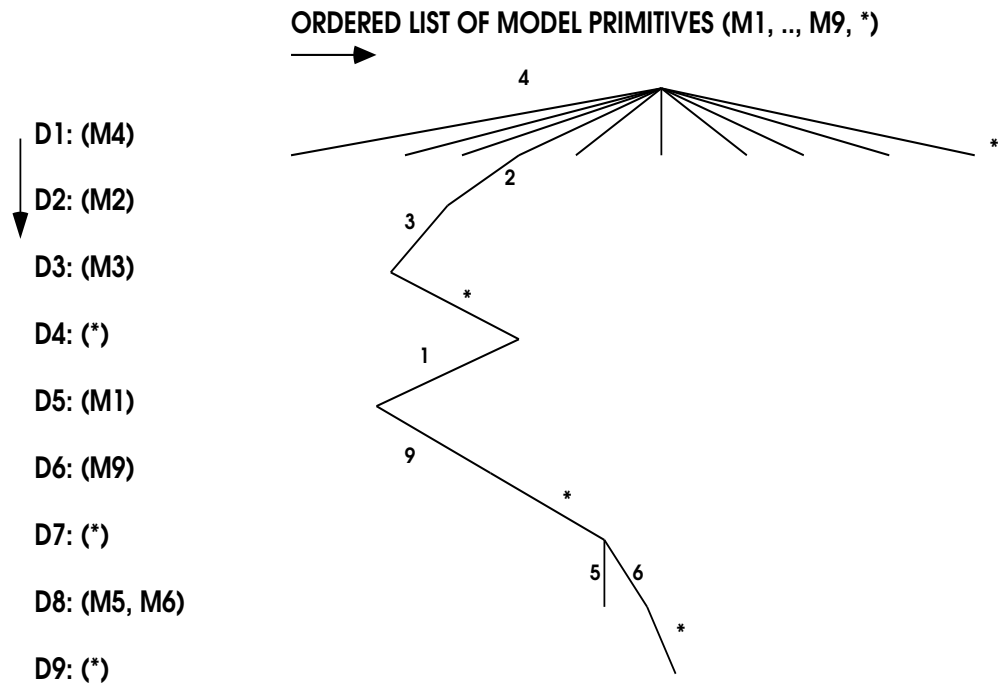 ORDERED LIST OF MODEL PRIMITIVES (M1, .., M9, *)
4
D1: (M4)
*
2
D2: (M2)
3
D3: (M3)
*
D4: (*)
1
D5: (M1)
9
D6: (M9)
*
D7: (*)
5 6
D8: (M5, M6)
*
D9: (*)